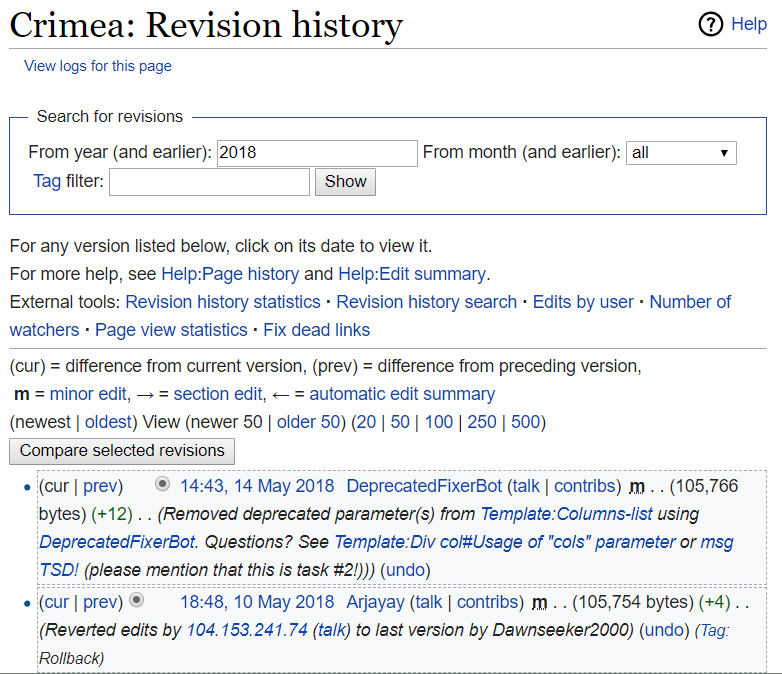 Crimea: Revision history
? Help
View logs for this page
Search for revisions
From year (and earlier): 2018 From month (and earlier): all
Tag filter: Show
For any version listed below, click on its date to view it.
For more help, see Help:Page history and Help:Edit summary.
External tools: Revision history statistics · Revision history search · Edits by user · Number of
watchers · Page view statistics · Fix dead links
(cur) = difference from current version, (prev) = difference from preceding version,
m = minor edit, → = section edit, ← = automatic edit summary
(newest | oldest) View (newer 50 | older 50) (20 | 50 | 100 | 250 | 500)
Compare selected revisions
(cur | prev) 14:43, 14 May 2018 DeprecatedFixerBot (talk | contribs) m . . (105,766
bytes) (+12) . . (Removed deprecated parameter(s) from Template:Columns-list using
DeprecatedFixerBot. Questions? See Template:Div col#Usage of "cols" parameter or msg
TSD! (please mention that this is task #2!))) (undo)
(cur | prev) 18:48, 10 May 2018 Arjayay (talk | contribs) m . . (105,754 bytes) (+4) . .
(Reverted edits by 104.153.241.74 (talk) to last version by Dawnseeker2000) (undo) (Tag:
Rollback)